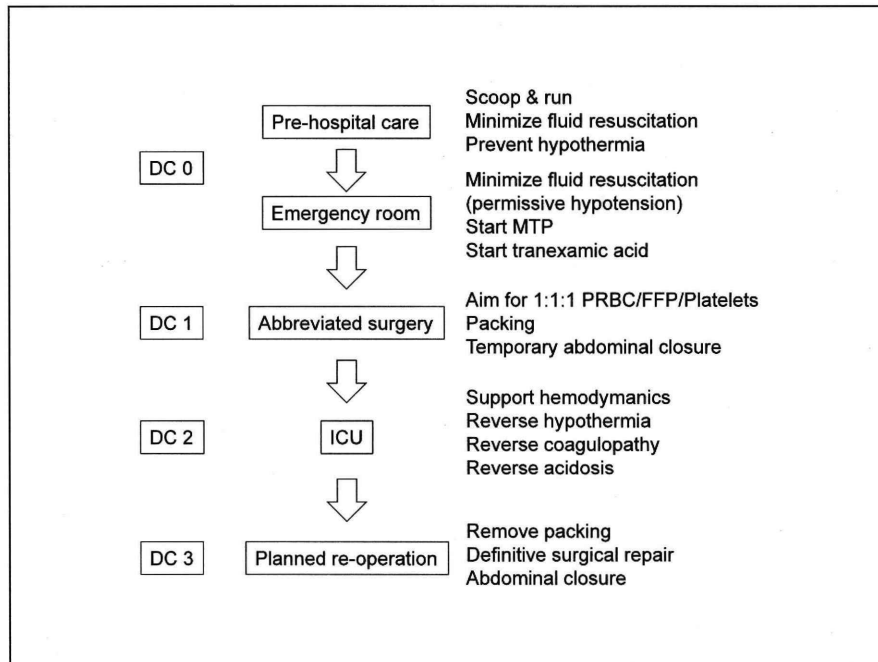 Pre-hospital care
Scoop & run
Minimize fluid resuscitation
Prevent hypothermia
DC 0
Emergency room
Minimize fluid resuscitation
(permissive hypotension)
Start MTP
Start tranexamic acid
DC 1
Abbreviated surgery
Aim for 1:1:1 PRBC/FFP/Platelets
Packing
Temporary abdominal closure
DC 2
ICU
Support hemodymanics
Reverse hypothermia
Reverse coagulopathy
Reverse acidosis
DC 3
Planned re-operation
Remove packing
Definitive surgical repair
Abdominal closure